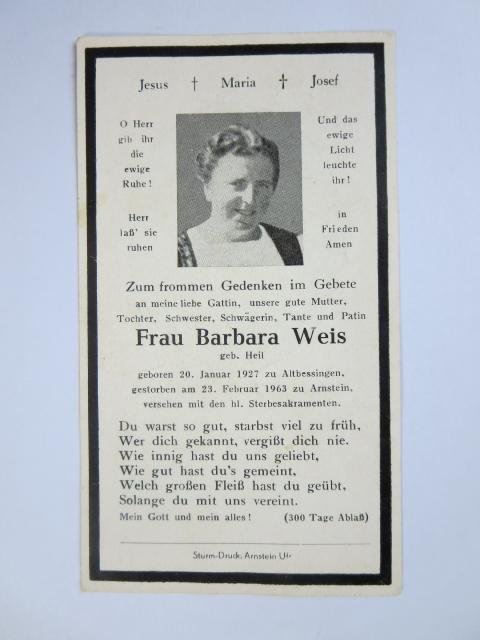 Jesus † Maria † Josef
O Herr
gib ihr
die
ewige
Ruhe!
Herr
laß' sie
ruhen
Und das
ewige
Licht
leuchte
ihr!
in
Frieden
Amen
Zum frommen Gedenken im Gebete
an meine liebe Gattin, unsere gute Mutter,
Tochter, Schwester, Schwägerin, Tante und Patin
Frau Barbara Weis
geb. Heil
geboren 20. Januar 1927 zu Altbessingen,
gestorben am 23. Februar 1963 zu Arnstein,
versehen mit den hl. Sterbesakramenten.
Du warst so gut, starbst viel zu früh,
Wer dich gekannt, vergißt dich nie.
Wie innig hast du uns geliebt,
Wie gut hast du's gemeint,
Welch großen Fleiß hast du geübt,
Solange du mit uns vereint.
Mein Gott und mein alles! (300 Tage Ablaß)
Sturm-Druck, Arnstein Ufr